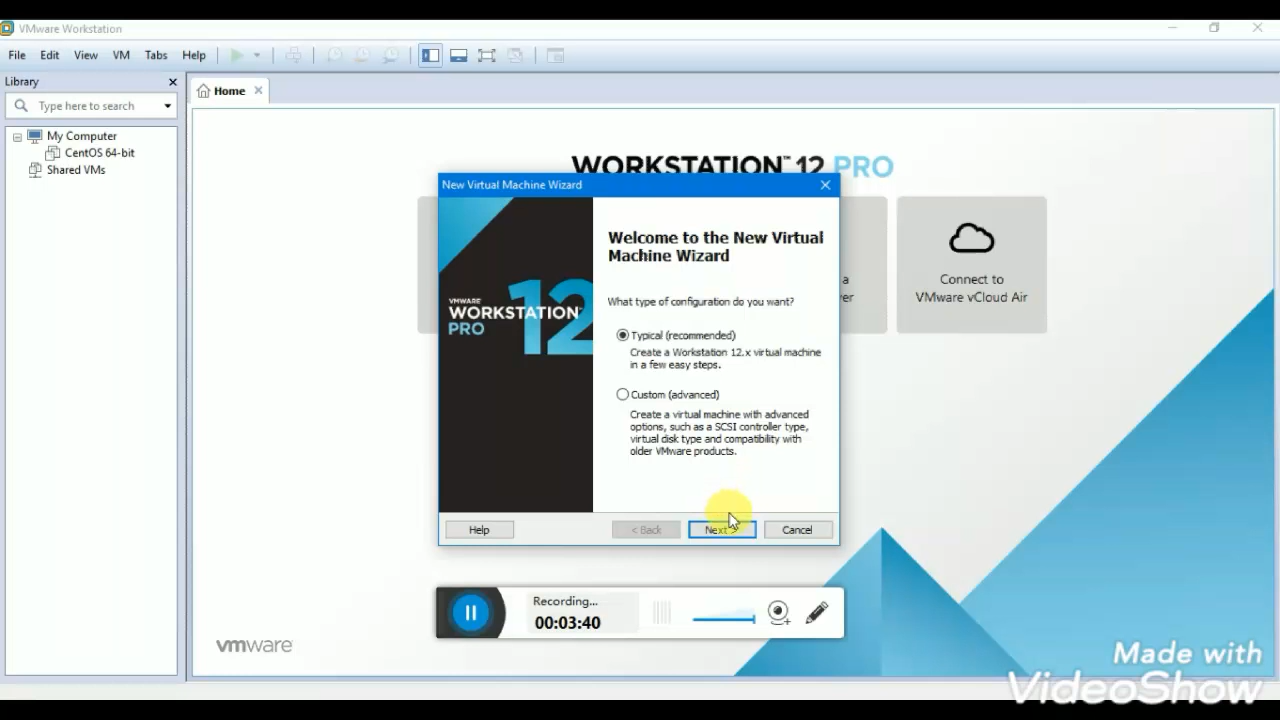 VMware Workstation
File Edit View VM Tabs Help
Library
Type here to search
My Computer
CentOS 64-bit
Shared VMs
Home
WORKSTATION™ 12 PRO
New Virtual Machine Wizard
VMWARE
WORKSTATION
PRO
12
Welcome to the New Virtual
Machine Wizard
What type of configuration do you want?
Typical (recommended)
Create a Workstation 12.x virtual machine
in a few easy steps.
Custom (advanced)
Create a virtual machine with advanced
options, such as a SCSI controller type,
virtual disk type and compatibility with
older VMware products.
Help
< Back
Next >
Cancel
a
er
Connect to
VMware vCloud Air
Recording...
00:03:40
vmware
Made with
VideoShow